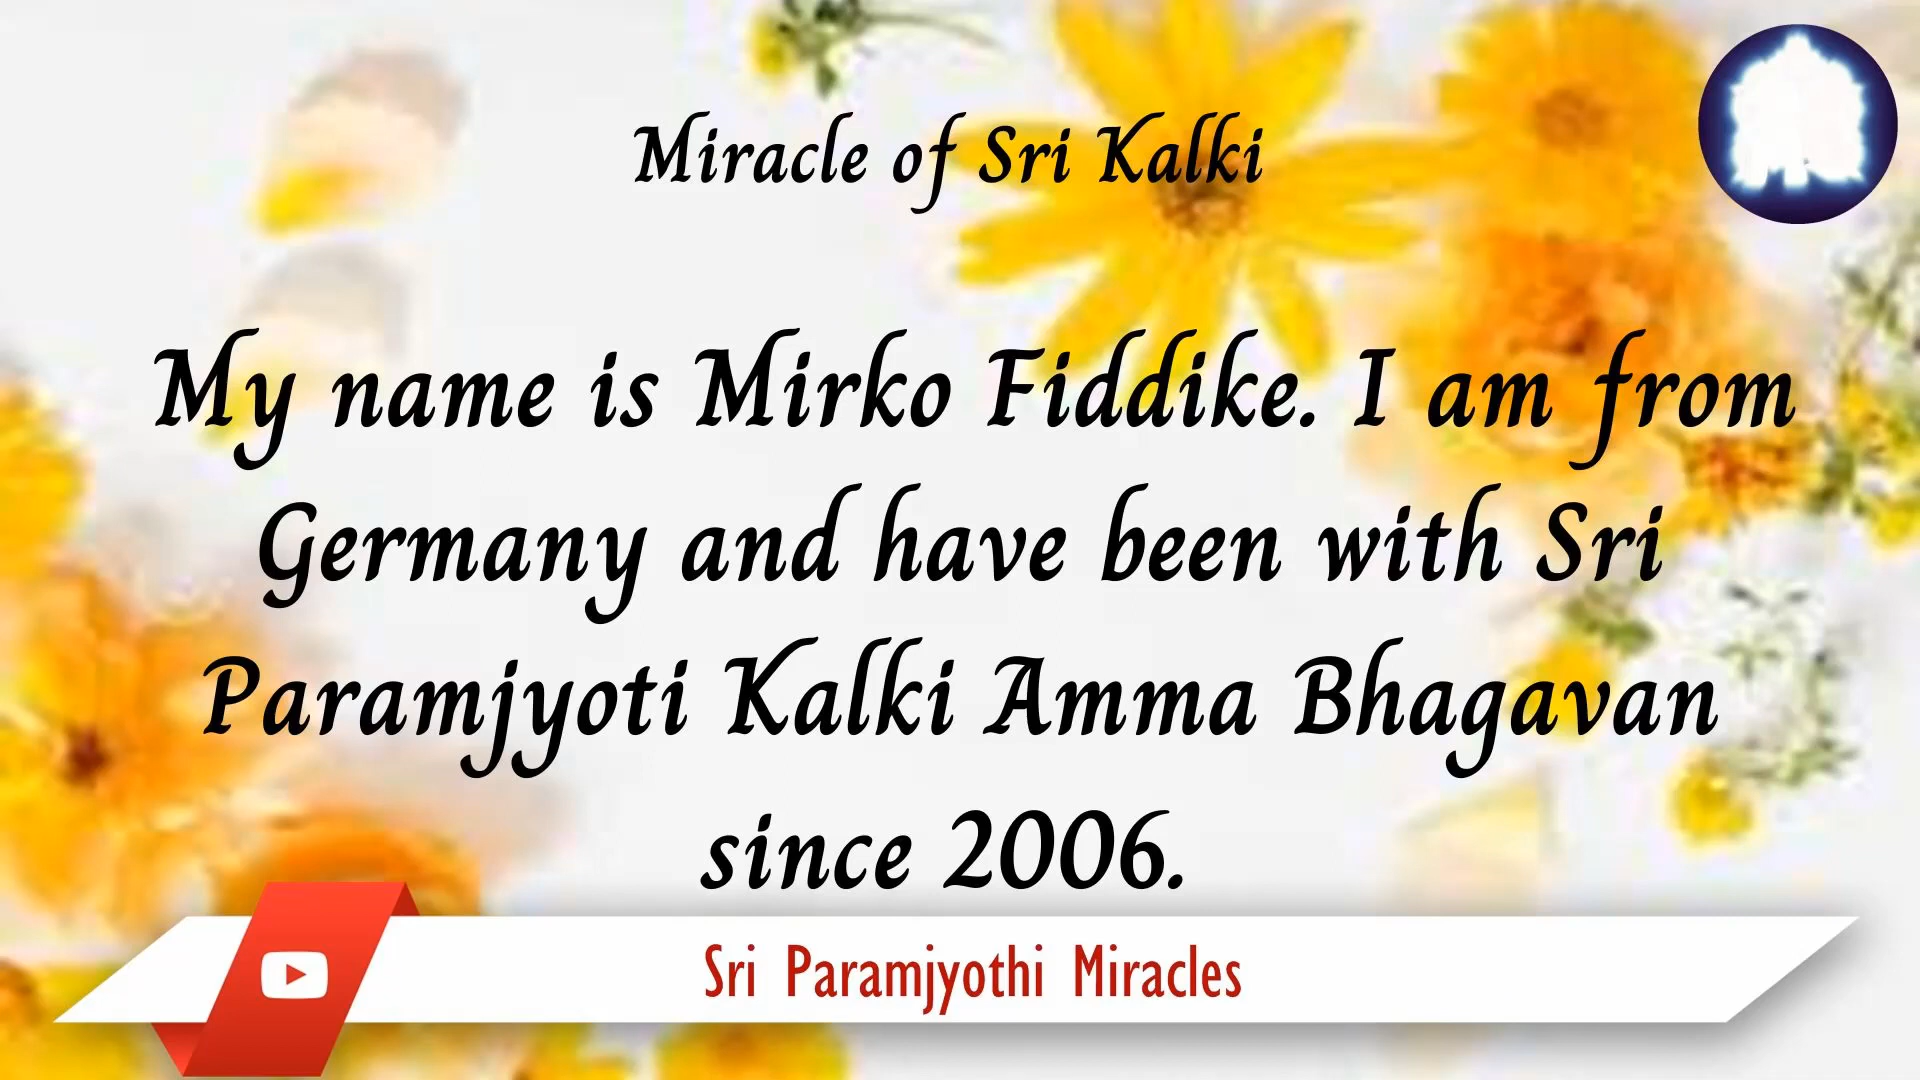 Miracle of Sri Kalki
My name is Mirko Fiddike. I am from
Germany and have been with Sri
Paramjyoti Kalki Amma Bhagavan
since 2006.
Sri Paramjyothi Miracles